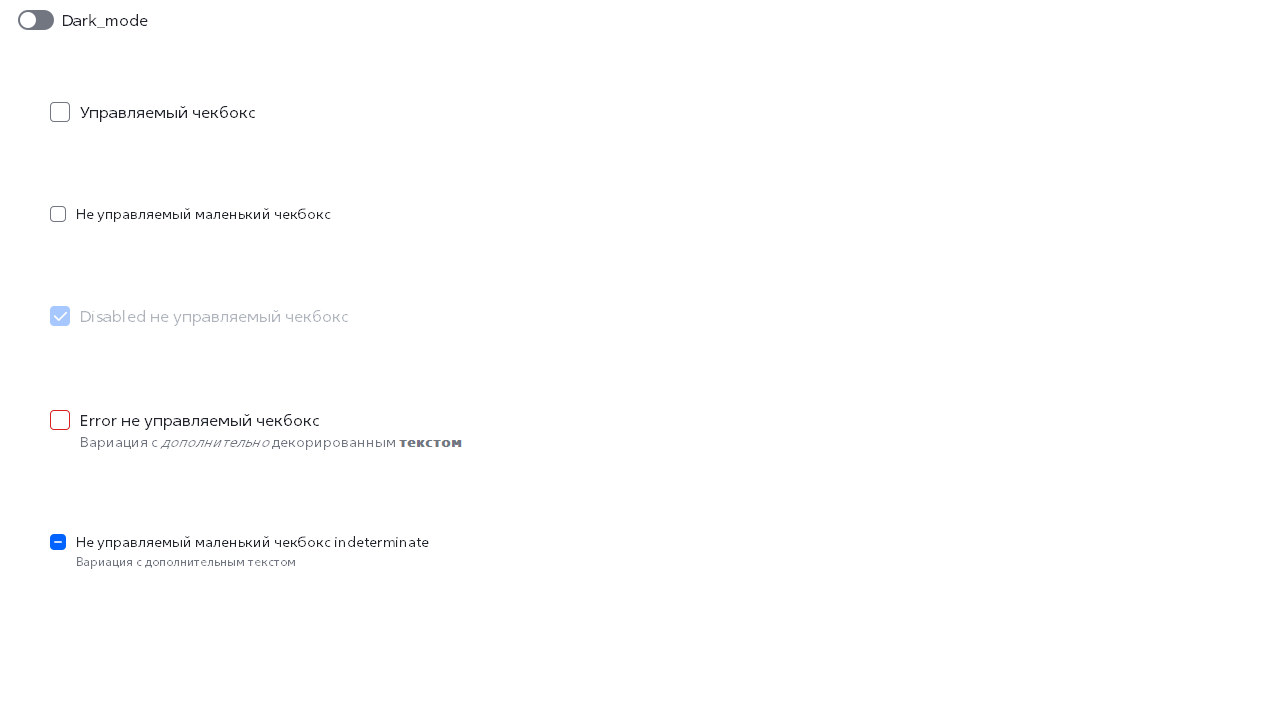 Dark_mode
Управляемый чекбокс
Не управляемый маленький чекбокс
Disabled не управляемый чекбокс
Error не управляемый чекбокс
Вариация с дополнительно декорированным текстом
Не управляемый маленький чекбокс indeterminate
Вариация с дополнительным текстом